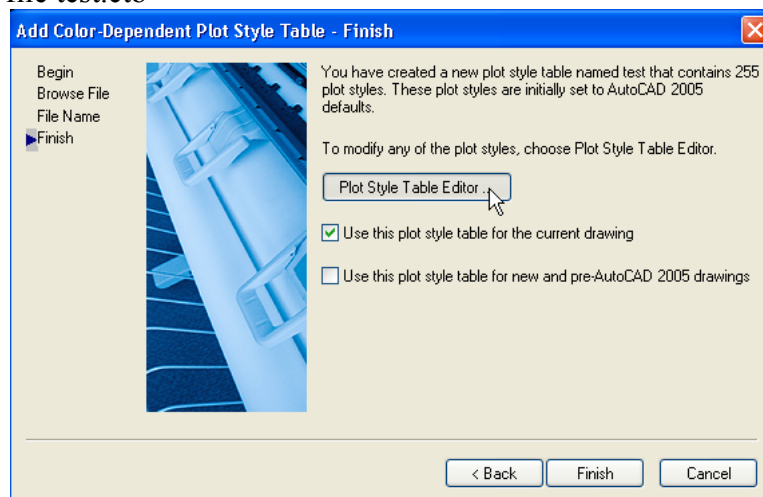 Add Color-Dependent Plot Style Table - Finish
Begin
Browse File
File Name
Finish
You have created a new plot style table named test that contains 255
plot styles. These plot styles are initially set to AutoCAD 2005
defaults.
To modify any of the plot styles, choose Plot Style Table Editor.
Plot Style Table Editor ...
Use this plot style table for the current drawing
Use this plot style table for new and pre-AutoCAD 2005 drawings
< Back
Finish
Cancel